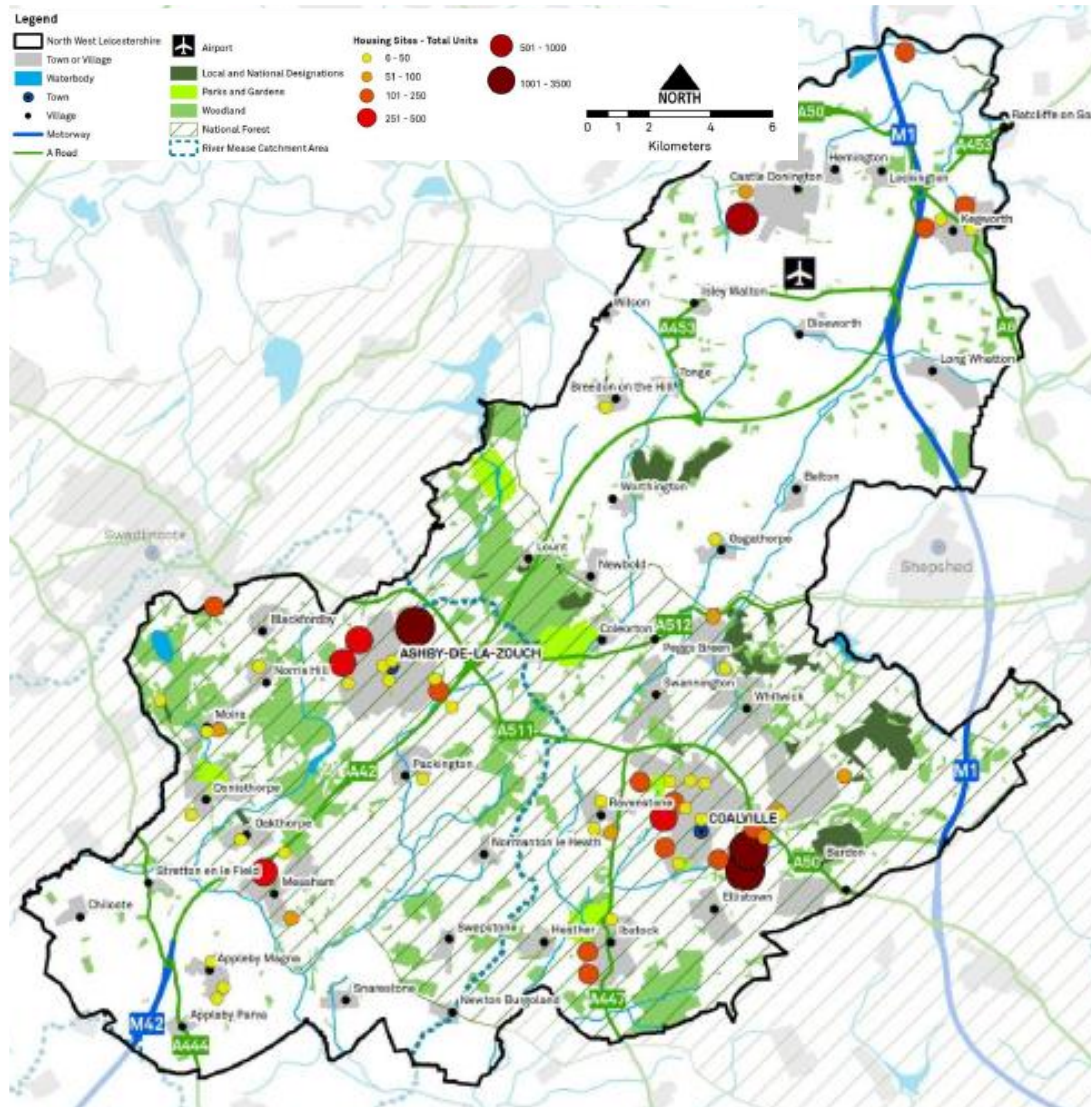 Legend
North West Leicestershire
Town or Village
Waterbody
Town
Village
Motorway
A Road
Airport
Local and National Designations
Parks and Gardens
Woodland
National Forest
River Mease Catchment Area
Housing Sites - Total Units
6 - 50
51 - 100
101 - 250
251 - 500
501 - 1000
1001 - 3500
NORTH
0 1 2 4 6
Kilometers
A50
M1
Ratcliffe on So
A453
Hemington
Lockington
Castle Donington
Kegworth
Isley Walton
Wilson
A453
Diseworth
A6
Long Whatton
Tonge
Breedon on the Hill
Worthington
Belton
Swadlincote
Osgathorpe
Lount
Newbold
Shepshed
Blackfordby
Coleorton
A512
Peggs Green
ASHBY-DE-LA-ZOUCH
Norris Hill
Swannington
Whitwick
Moira
A511
A42
Packington
M1
Donisthorpe
Ravenstone
COALVILLE
Oakthorpe
Normanton le Heath
A50
Bardon
Stretton en le Field
Measham
Chilcote
Ellistown
Swepstone
Heather
Ibstock
Appleby Magna
Snarestone
Newton Burgoland
A447
M42
Appleby Parva
A444